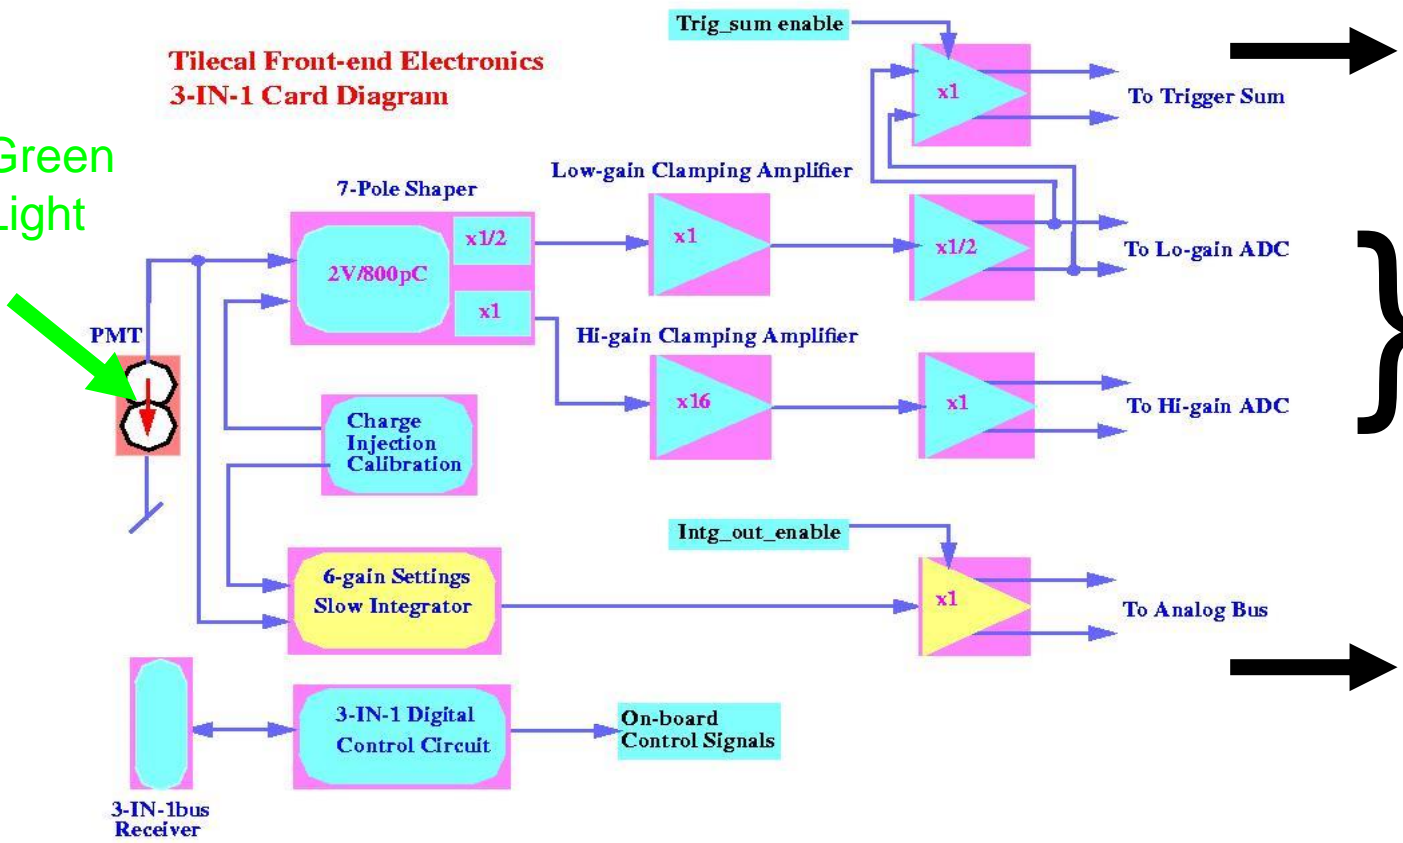 Trig_sum enable
Tilecal Front-end Electronics
3-IN-1 Card Diagram
x1
To Trigger Sum
Green
Light
7-Pole Shaper
Low-gain Clamping Amplifier
x1/2
x1
x1/2
To Lo-gain ADC
2V/800pC
x1
PMT
Hi-gain Clamping Amplifier
x16
x1
To Hi-gain ADC
Charge
Injection
Calibration
Intg_out_enable
6-gain Settings
Slow Integrator
x1
To Analog Bus
3-IN-1 Digital
Control Circuit
On-board
Control Signals
3-IN-1bus
Receiver